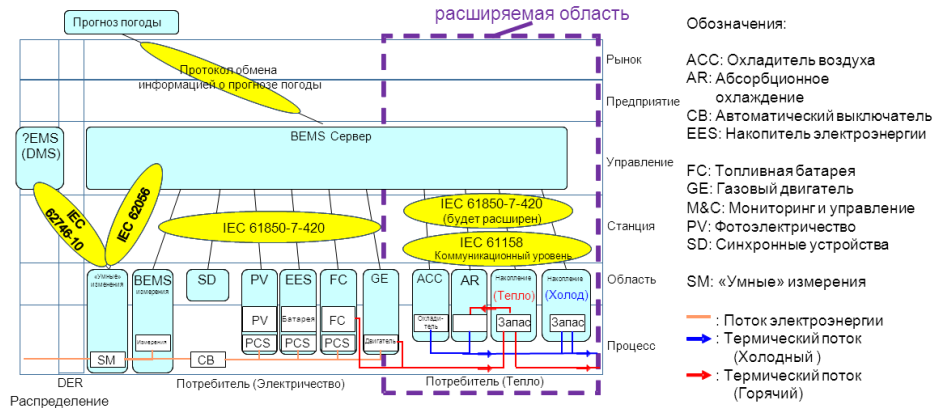 расширяемая область
Прогноз погоды
Протокол обмена
информацией о прогнозе погоды
Рынок
Предприятие
?EMS
(DMS)
BEMS Сервер
Управление
IEC
62746-10
IEC 62056
IEC 61850-7-420
IEC 61850-7-420
(будет расширен)
IEC 61158
Коммуникационный уровень
Станция
Область
Процесс
«Умные»
измерения
BEMS
измерения
SD
PV
EES
FC
GE
ACC
AR
Накопление
(Тепло)
Накопление
(Холод)
PV
Батарея
FC
Охлади-
тель
Запас
Запас
SM
Измерения
CB
PCS
PCS
PCS
Двигатель
DER
Потребитель (Электричество)
Потребитель (Тепло)
Распределение
Обозначения:
ACC: Охладитель воздуха
AR: Абсорбционное
охлаждение
CB: Автоматический выключатель
EES: Накопитель электроэнергии
FC: Топливная батарея
GE: Газовый двигатель
M&C: Мониторинг и управление
PV: Фотоэлектричество
SD: Синхронные устройства
SM: «Умные» измерения
: Поток электроэнергии
: Термический поток
(Холодный )
: Термический поток
(Горячий)